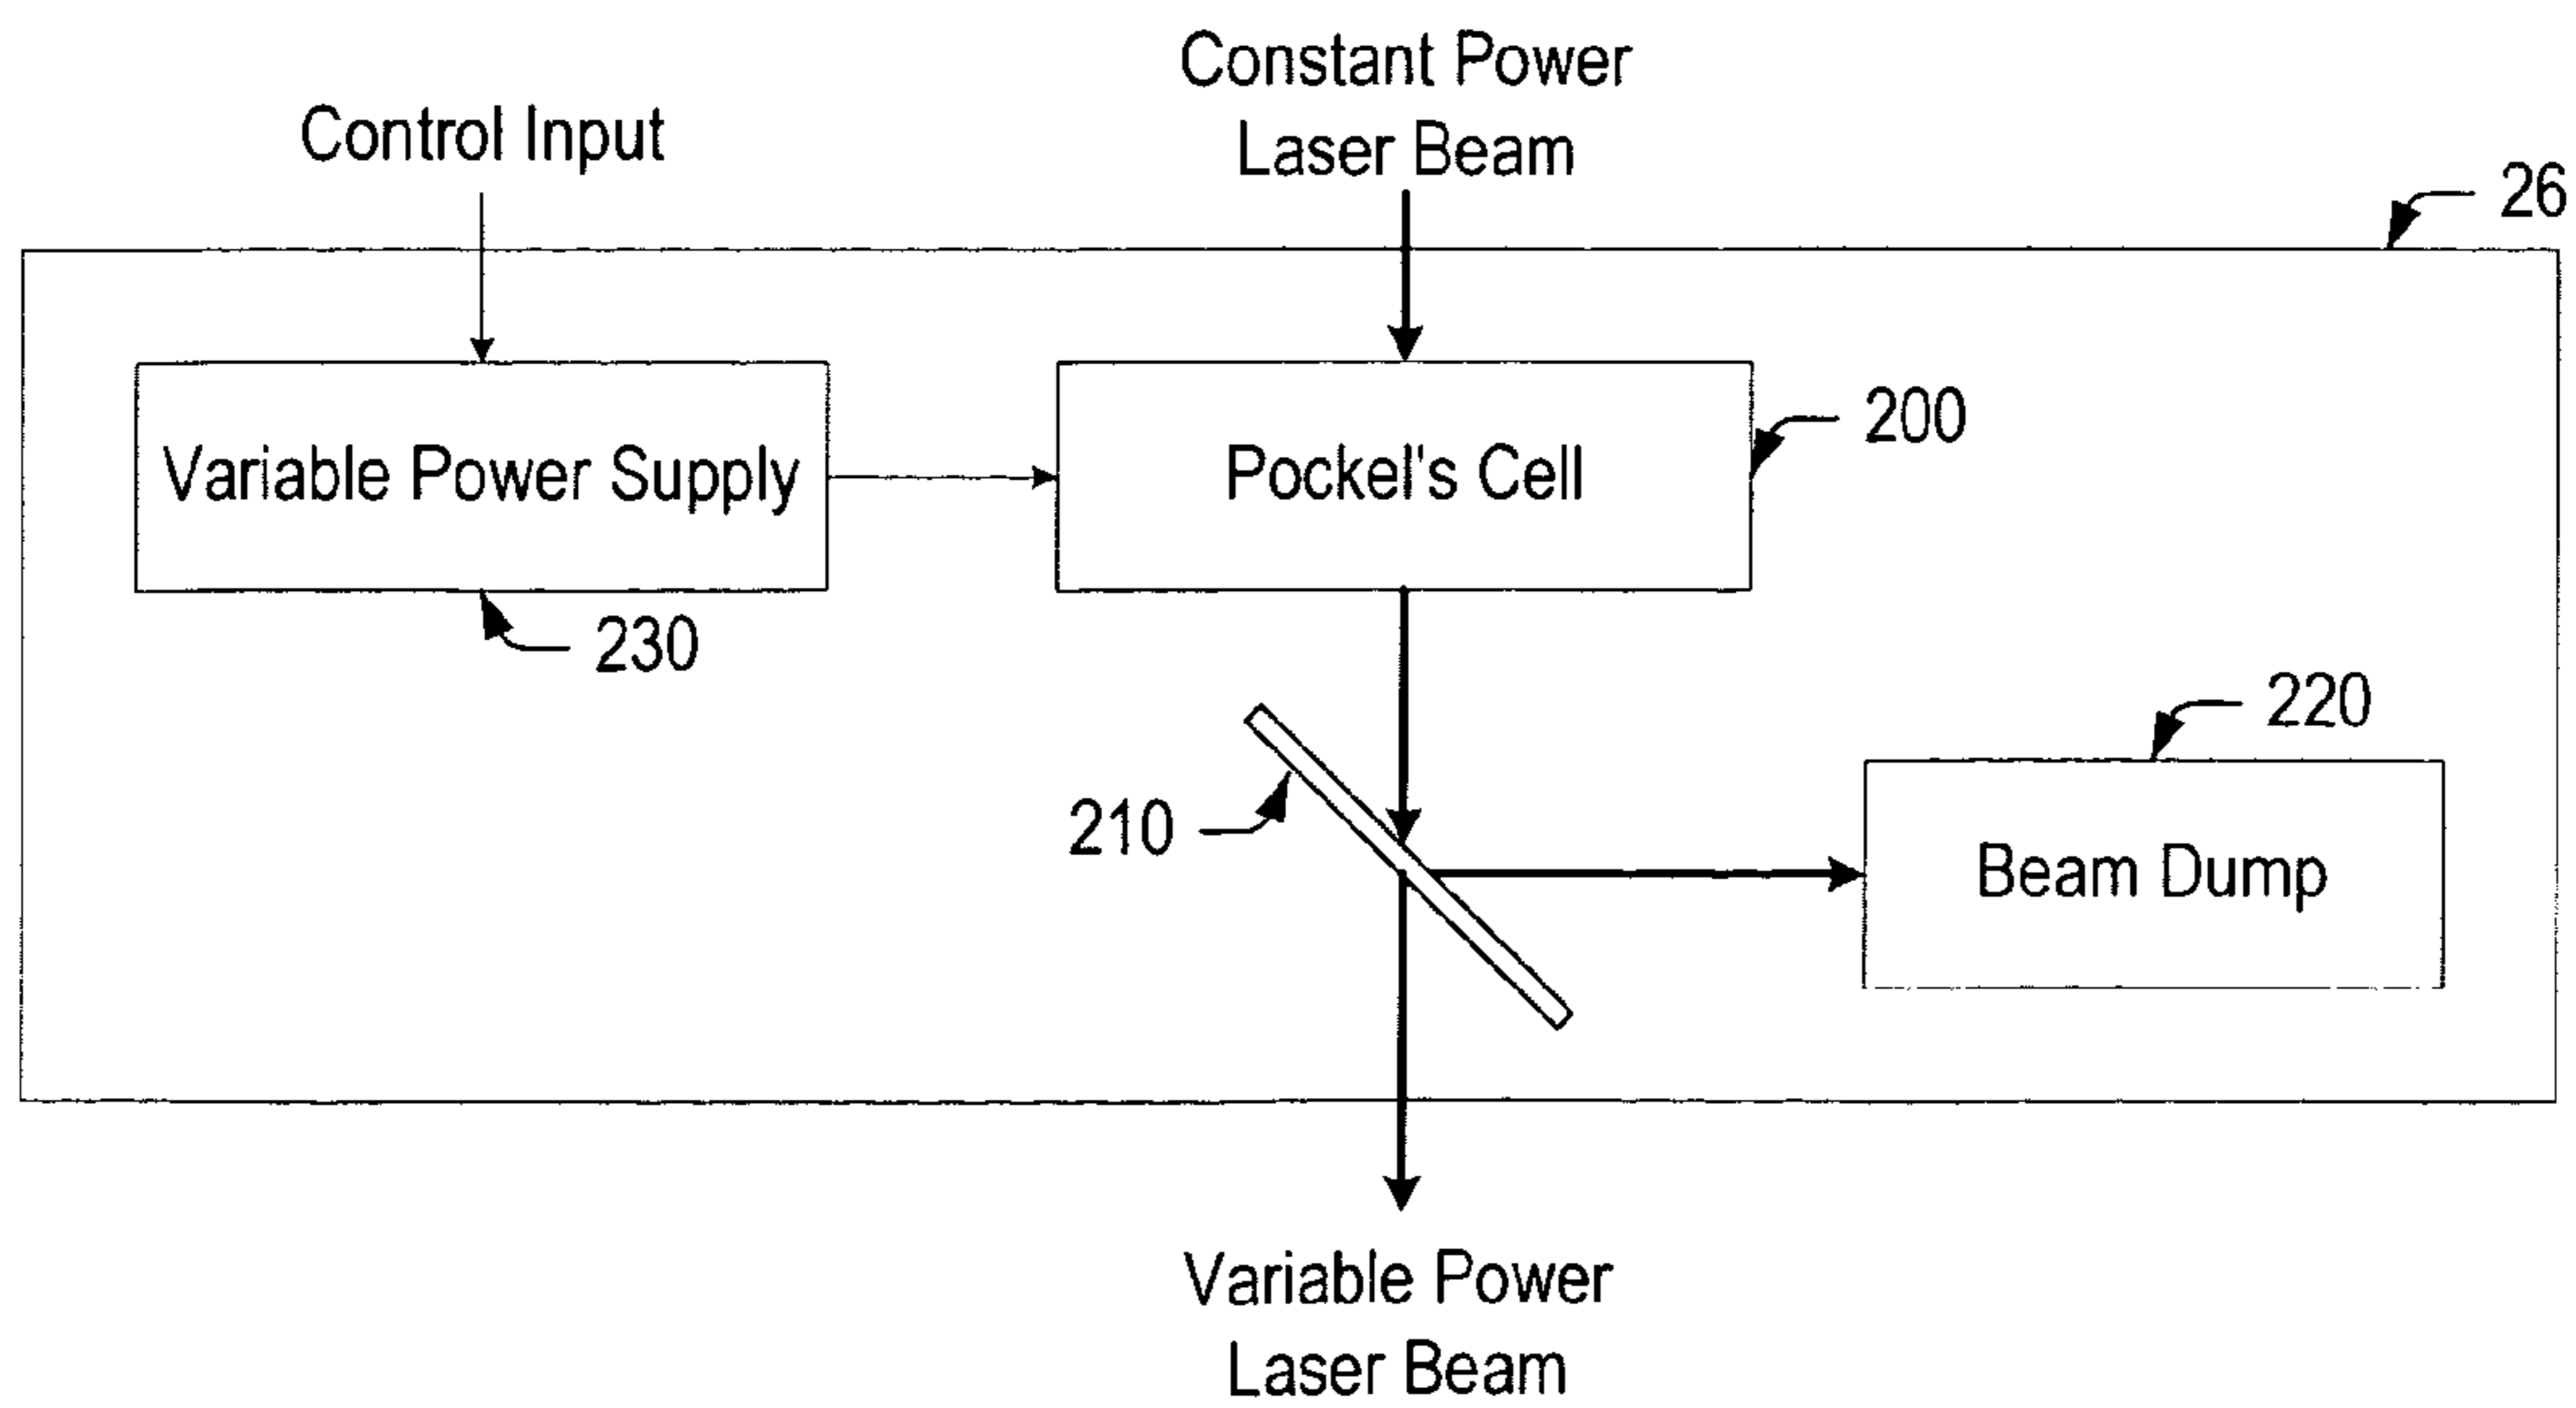 Constant Power
Laser Beam
Control Input
26
Variable Power Supply
Pockel's Cell
200
230
220
210
Beam Dump
Variable Power
Laser Beam